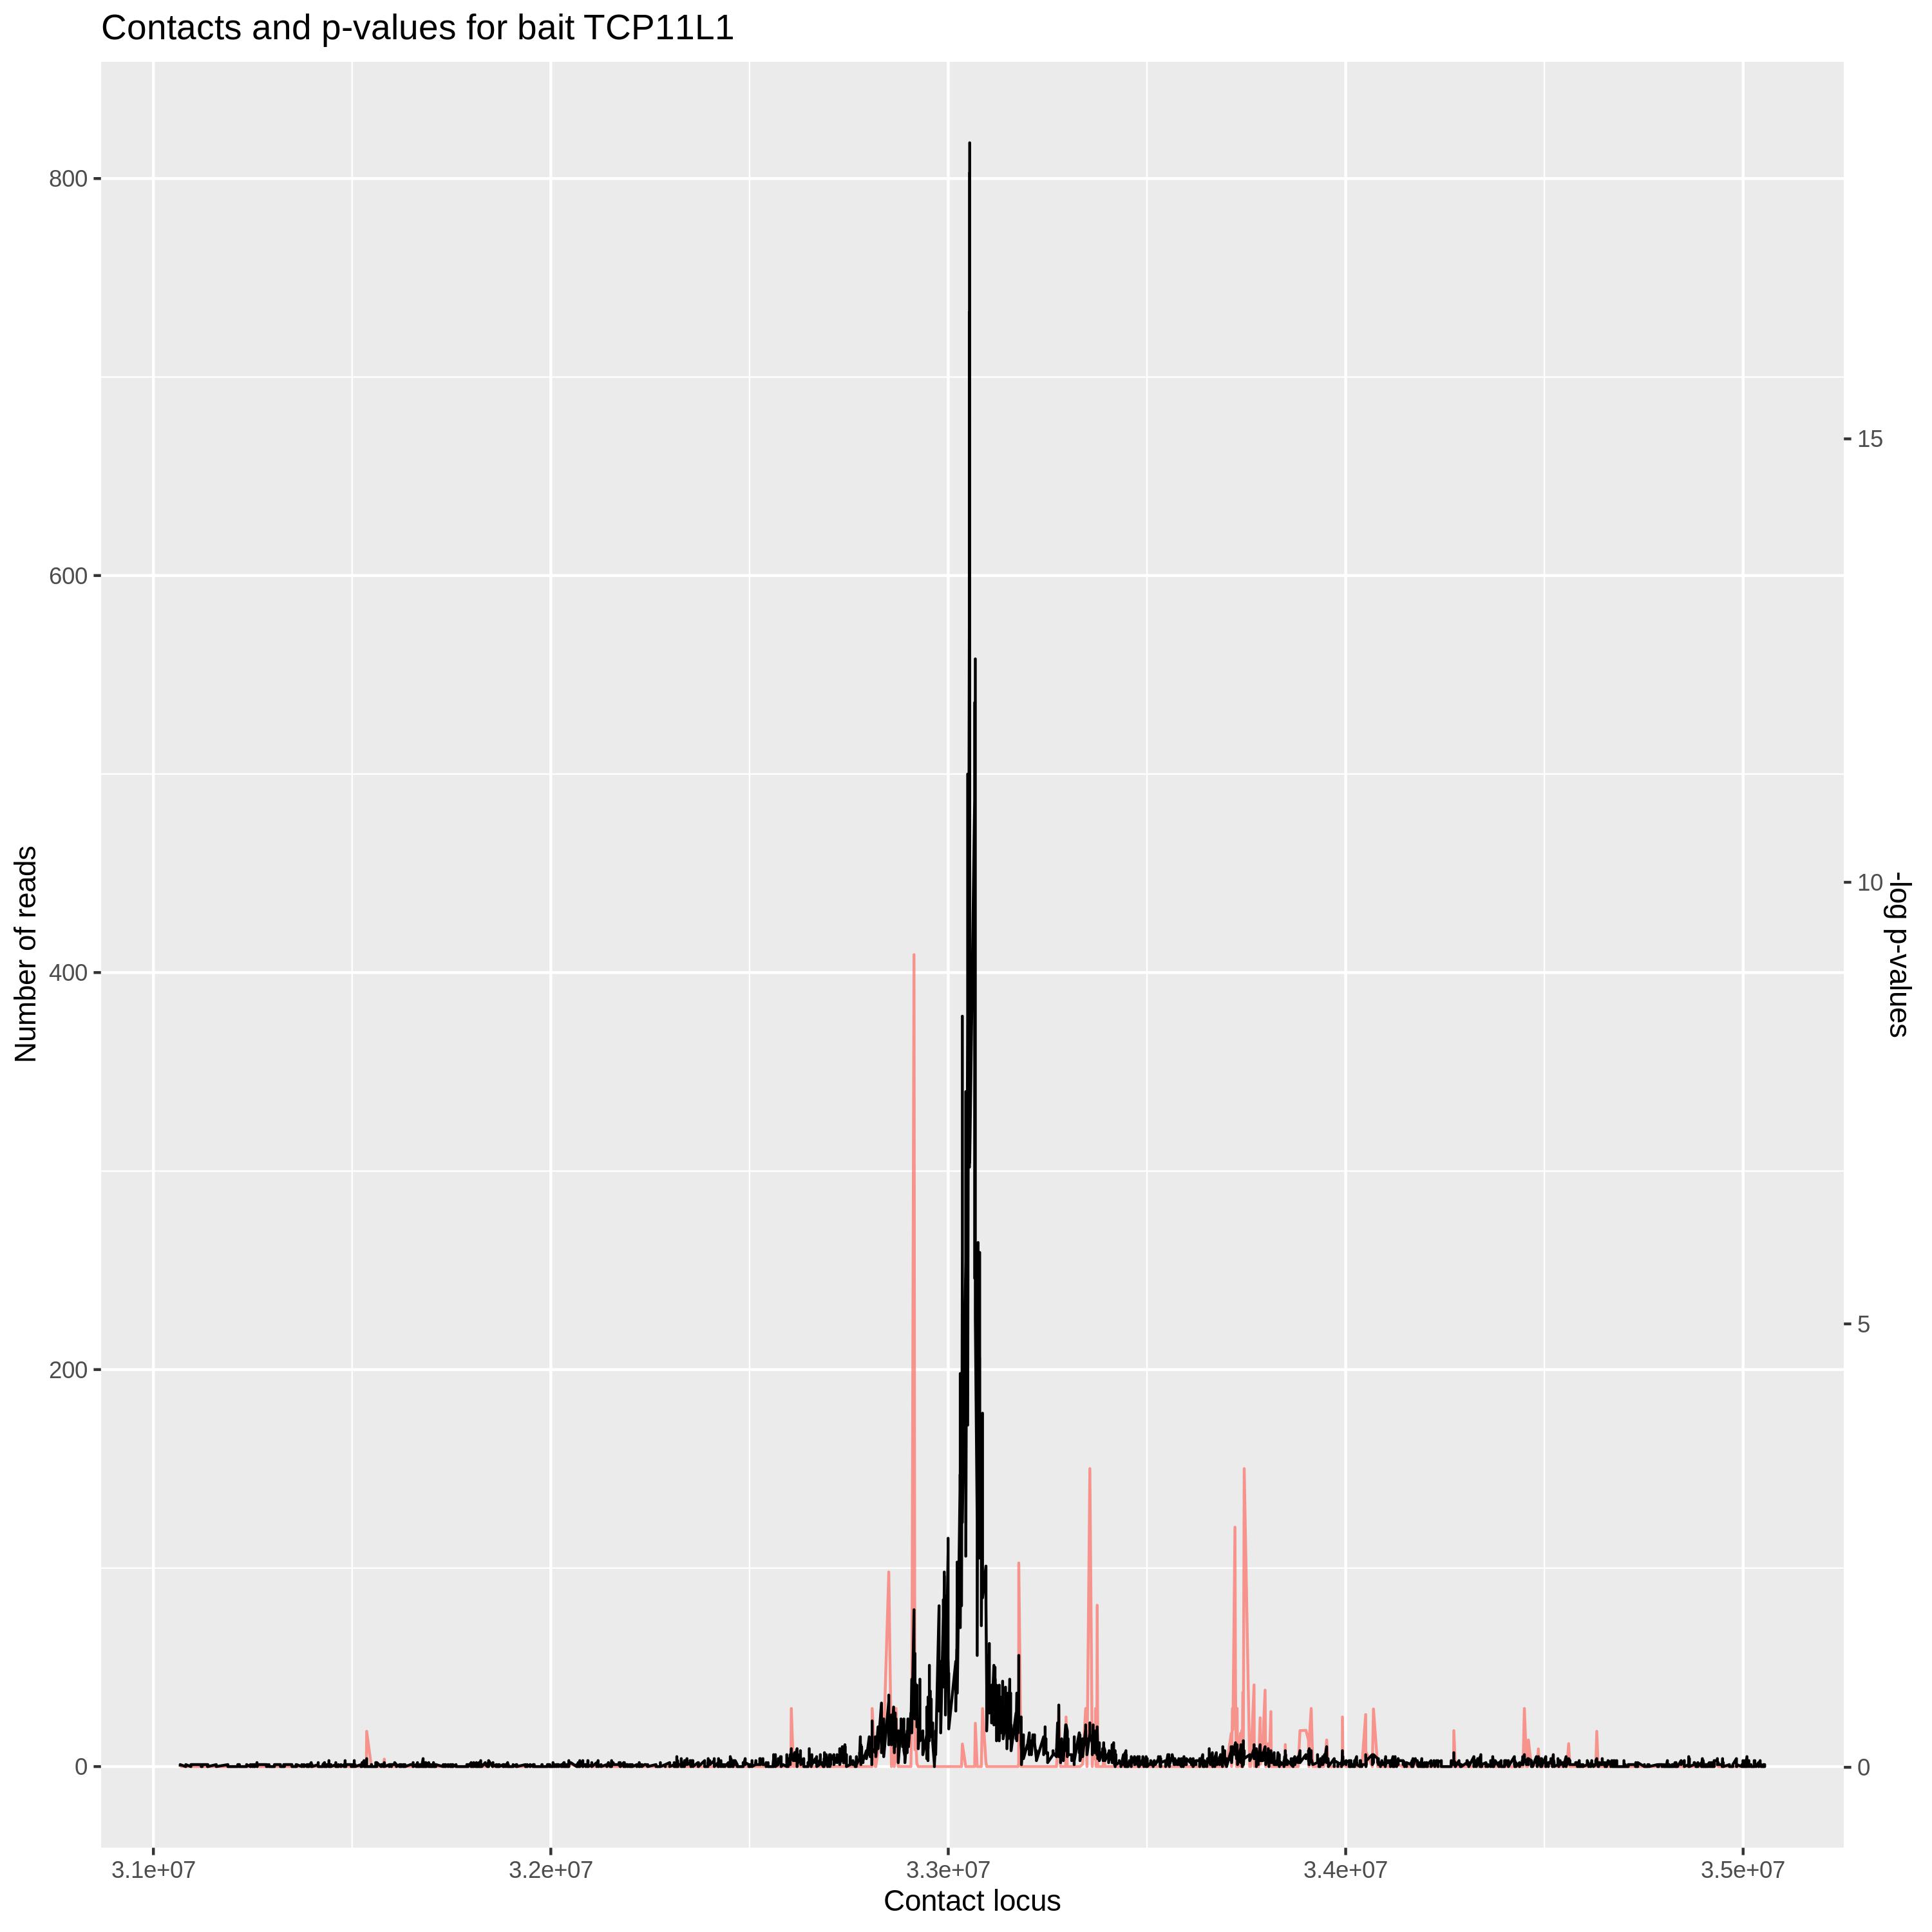 Contacts and p-values for bait TCP11L1
800
600
400
200
0
Number of reads
15
10
5
0
-log p-values
3.1e+07
3.2e+07
3.3e+07
3.4e+07
3.5e+07
Contact locus